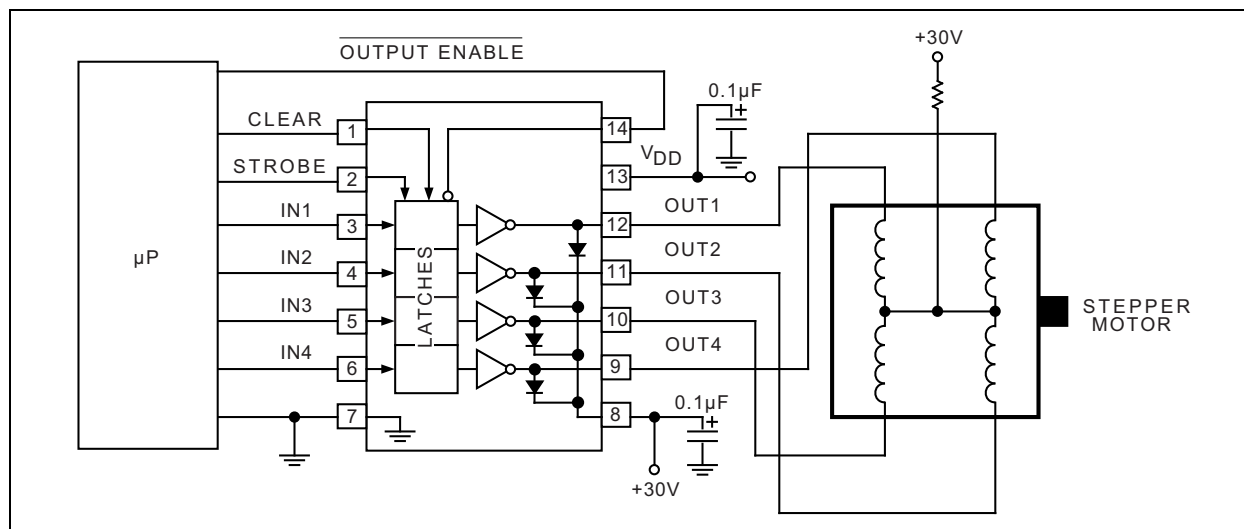 OUTPUT ENABLE
+30V
0.1µF
+
CLEAR
1
14
VDD
STROBE
2
13
IN1
3
12
OUT1
µP
IN2
4
LATCHES
11
OUT2
IN3
5
10
OUT3
STEPPER
MOTOR
IN4
6
9
OUT4
7
8
0.1µF
+
+30V